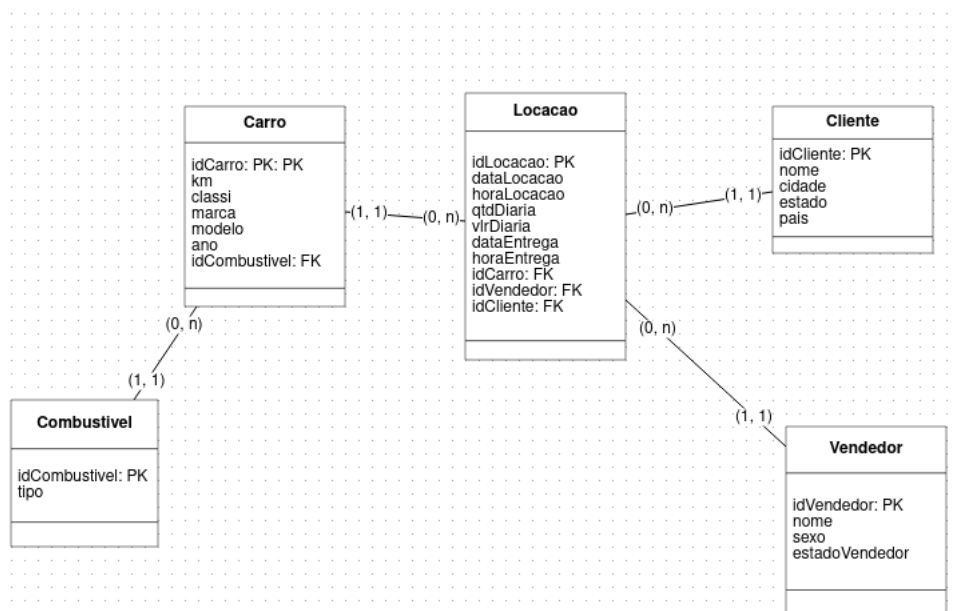 Carro
idCarro: PK: PK
km
classi
marca
modelo
ano
idCombustivel: FK
(1, 1)
(0, n)
Locacao
idLocacao: PK
dataLocacao
horaLocacao
qtdDiaria
vlrDiaria
dataEntrega
horaEntrega
idCarro: FK
idVendedor: FK
idCliente: FK
(0, n)
(1, 1)
Cliente
idCliente: PK
nome
cidade
estado
pais
(0, n)
(1, 1)
Combustivel
idCombustivel: PK
tipo
(0, n)
(1, 1)
Vendedor
idVendedor: PK
nome
sexo
estadoVendedor